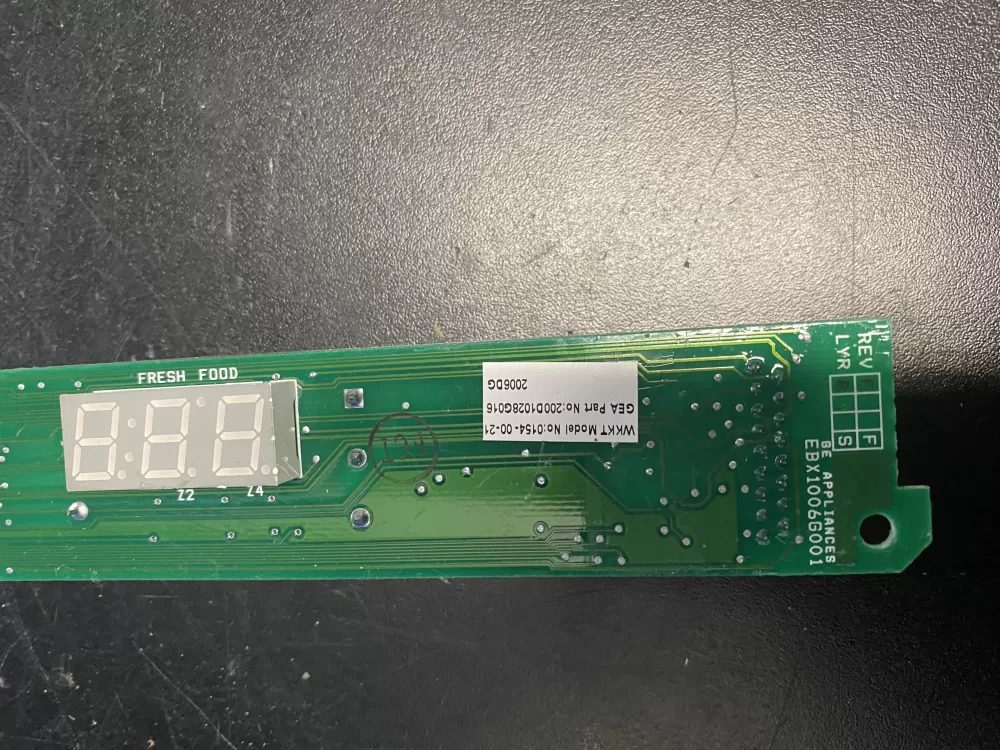 FRESH FOOD
Z2 Z4
WKKT Model No:0154-00-21
GEA Part No:200D1028G016
2006DG
REV F
LYR S
GE APPLIANCES
EBX1006G001